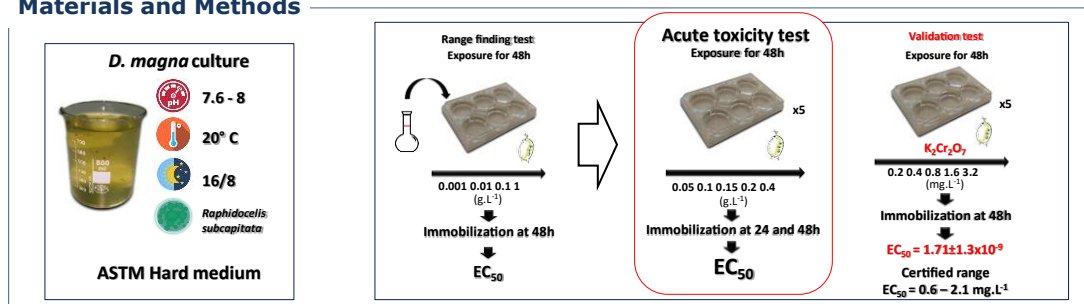 Materials and Methods
D. magna culture
pH
7.6 - 8
20° C
16/8
Raphidocelis
subcapitata
ASTM Hard medium
Range finding test
Exposure for 48h
0.001 0.01 0.1 1
(g.L⁻¹)
Immobilization at 48h
EC₅₀
Acute toxicity test
Exposure for 48h
x5
0.05 0.1 0.15 0.2 0.4
(g.L⁻¹)
Immobilization at 24 and 48h
EC₅₀
Validation test
Exposure for 48h
x5
K₂Cr₂O₇
0.2 0.4 0.8 1.6 3.2
(mg.L⁻¹)
Immobilization at 48h
EC₅₀ = 1.71±1.3x10⁻⁹
Certified range
EC₅₀ = 0.6 – 2.1 mg.L⁻¹